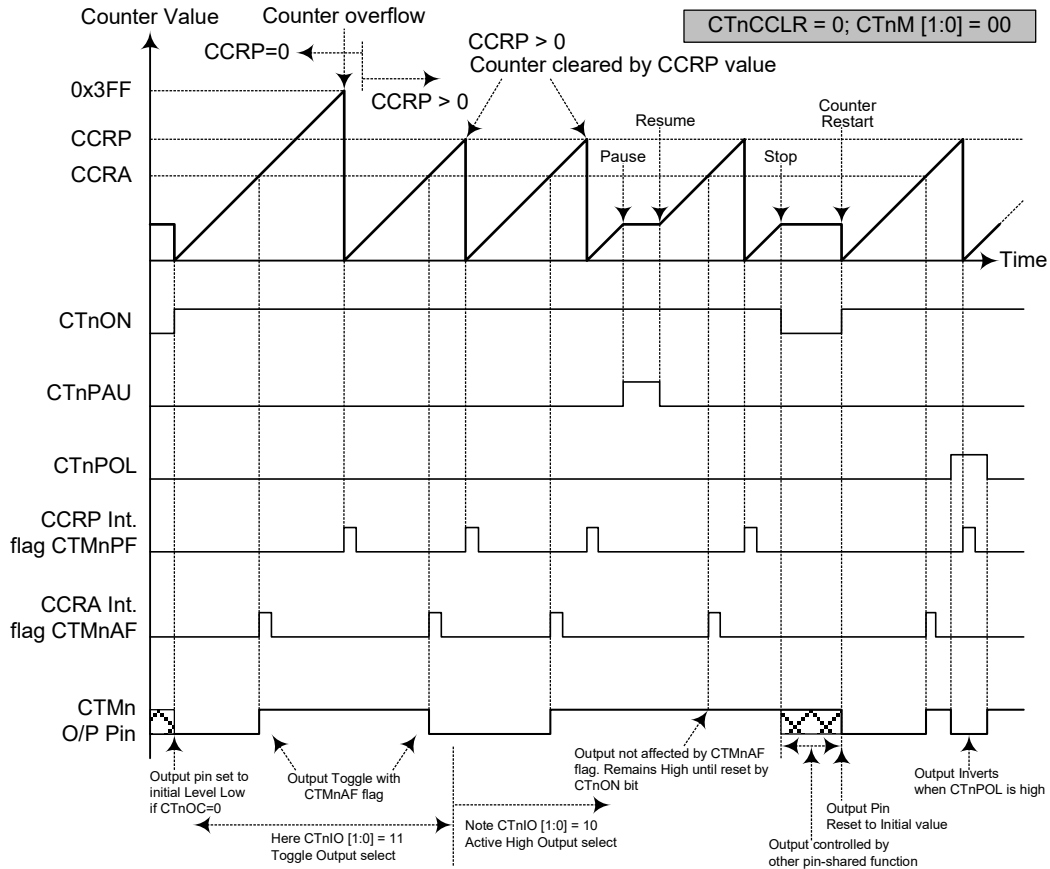 Counter Value
Counter overflow
CTnCCLR = 0; CTnM [1:0] = 00
CCRP=0
CCRP > 0
CCRP > 0
Counter cleared by CCRP value
0x3FF
CCRP
CCRA
Pause
Resume
Stop
Counter
Restart
Time
CTnON
CTnPAU
CTnPOL
CCRP Int.
flag CTMnPF
CCRA Int.
flag CTMnAF
CTMn
O/P Pin
Output pin set to
initial Level Low
if CTnOC=0
Output Toggle with
CTMnAF flag
Here CTnIO [1:0] = 11
Toggle Output select
Note CTnIO [1:0] = 10
Active High Output select
Output not affected by CTMnAF
flag. Remains High until reset by
CTnON bit
Output controlled by
other pin-shared function
Output Pin
Reset to Initial value
Output Inverts
when CTnPOL is high